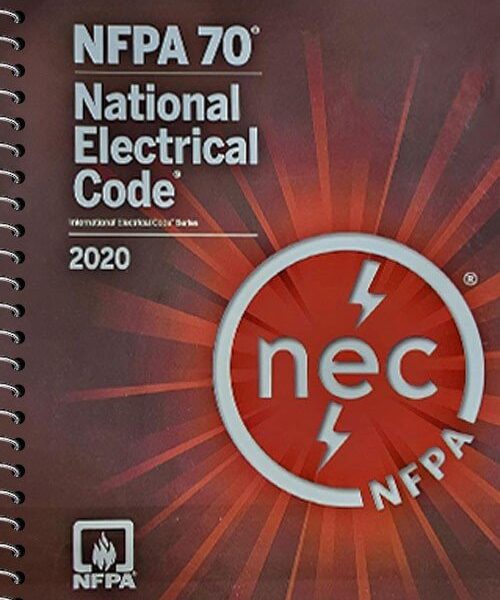 NFPA 70®
National
Electrical
Code®
International Electrical Code® Series
2020
®
nec
NFPA
NFPA®